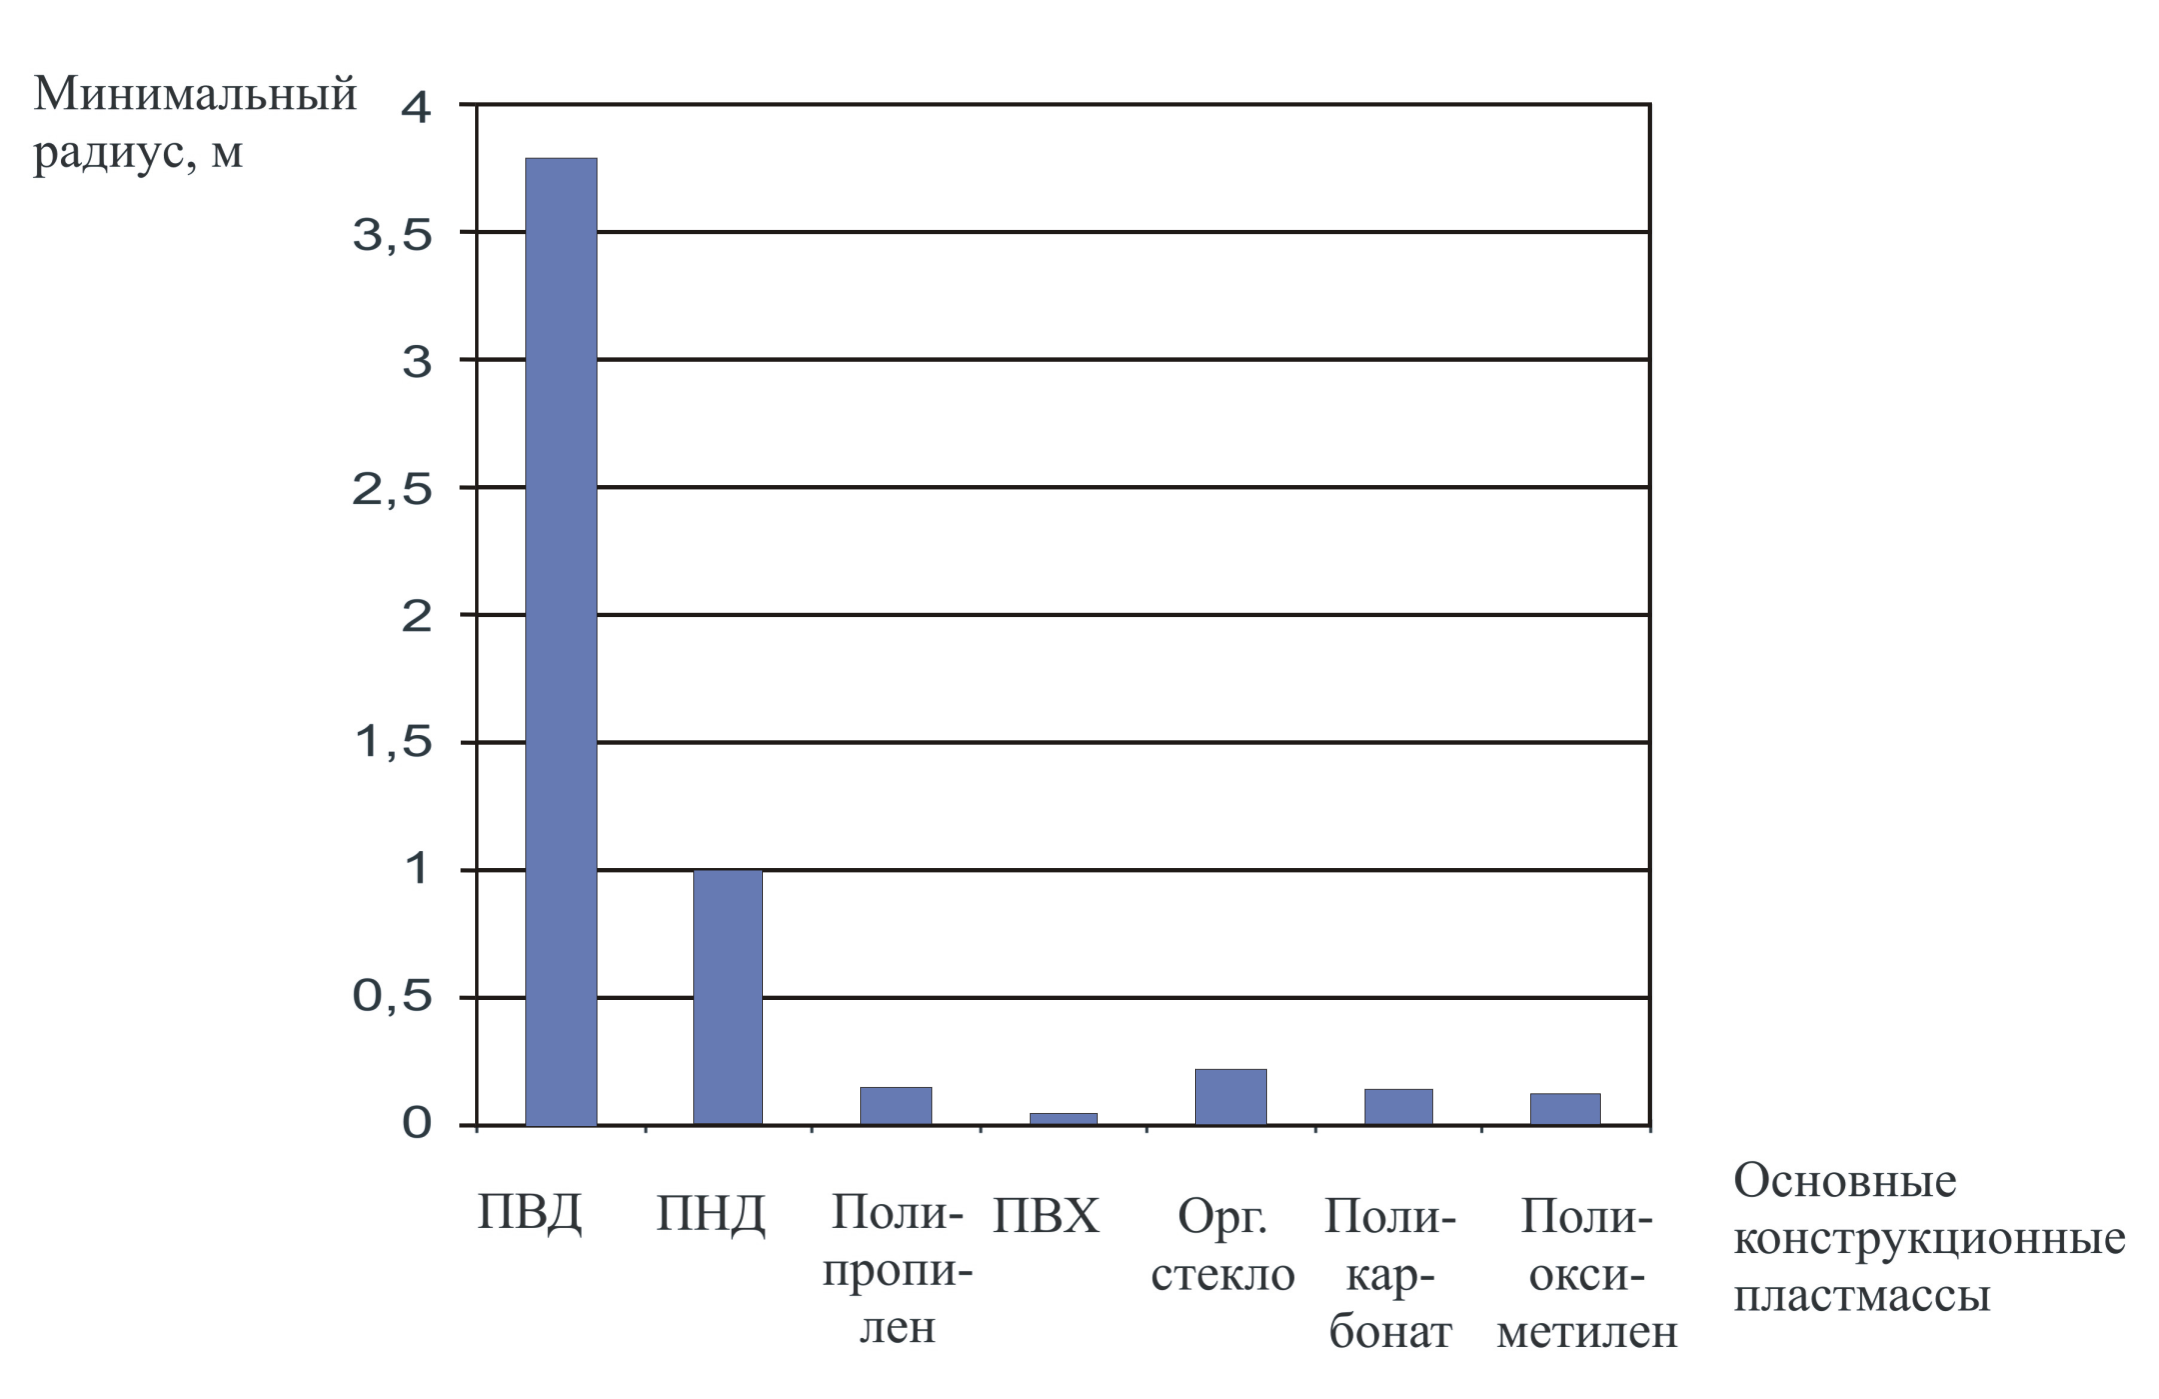 Минимальный
радиус, м
4
3,5
3
2,5
2
1,5
1
0,5
0
ПВД
ПНД
Поли-
пропи-
лен
ПВХ
Орг.
стекло
Поли-
кар-
бонат
Поли-
окси-
метилен
Основные
конструкционные
пластмассы